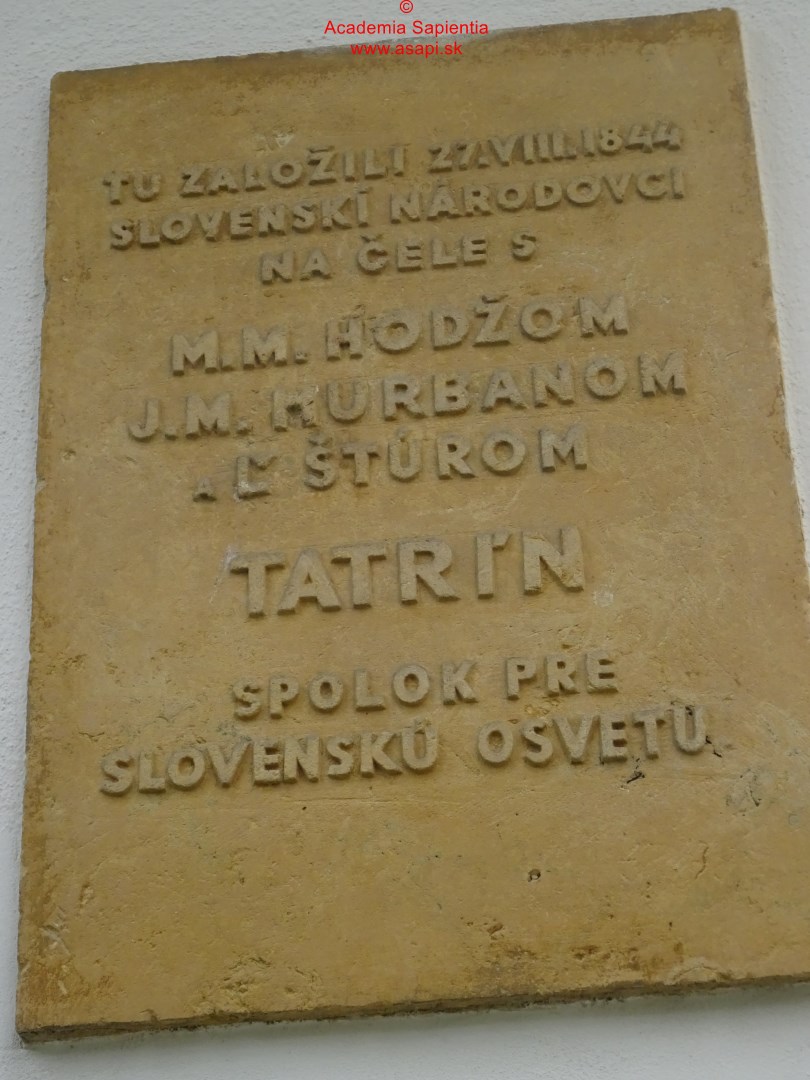 ©
Academia Sapientia
www.asapi.sk
TU ZALOŽILI 27.VIII.1844
SLOVENSKÍ NÁRODOVCI
NA ČELE S
M.M. HODŽOM
J.M. HURBANOM
A Ľ ŠTÚROM
TATRÍN
SPOLOK PRE
SLOVENSKÚ OSVETU